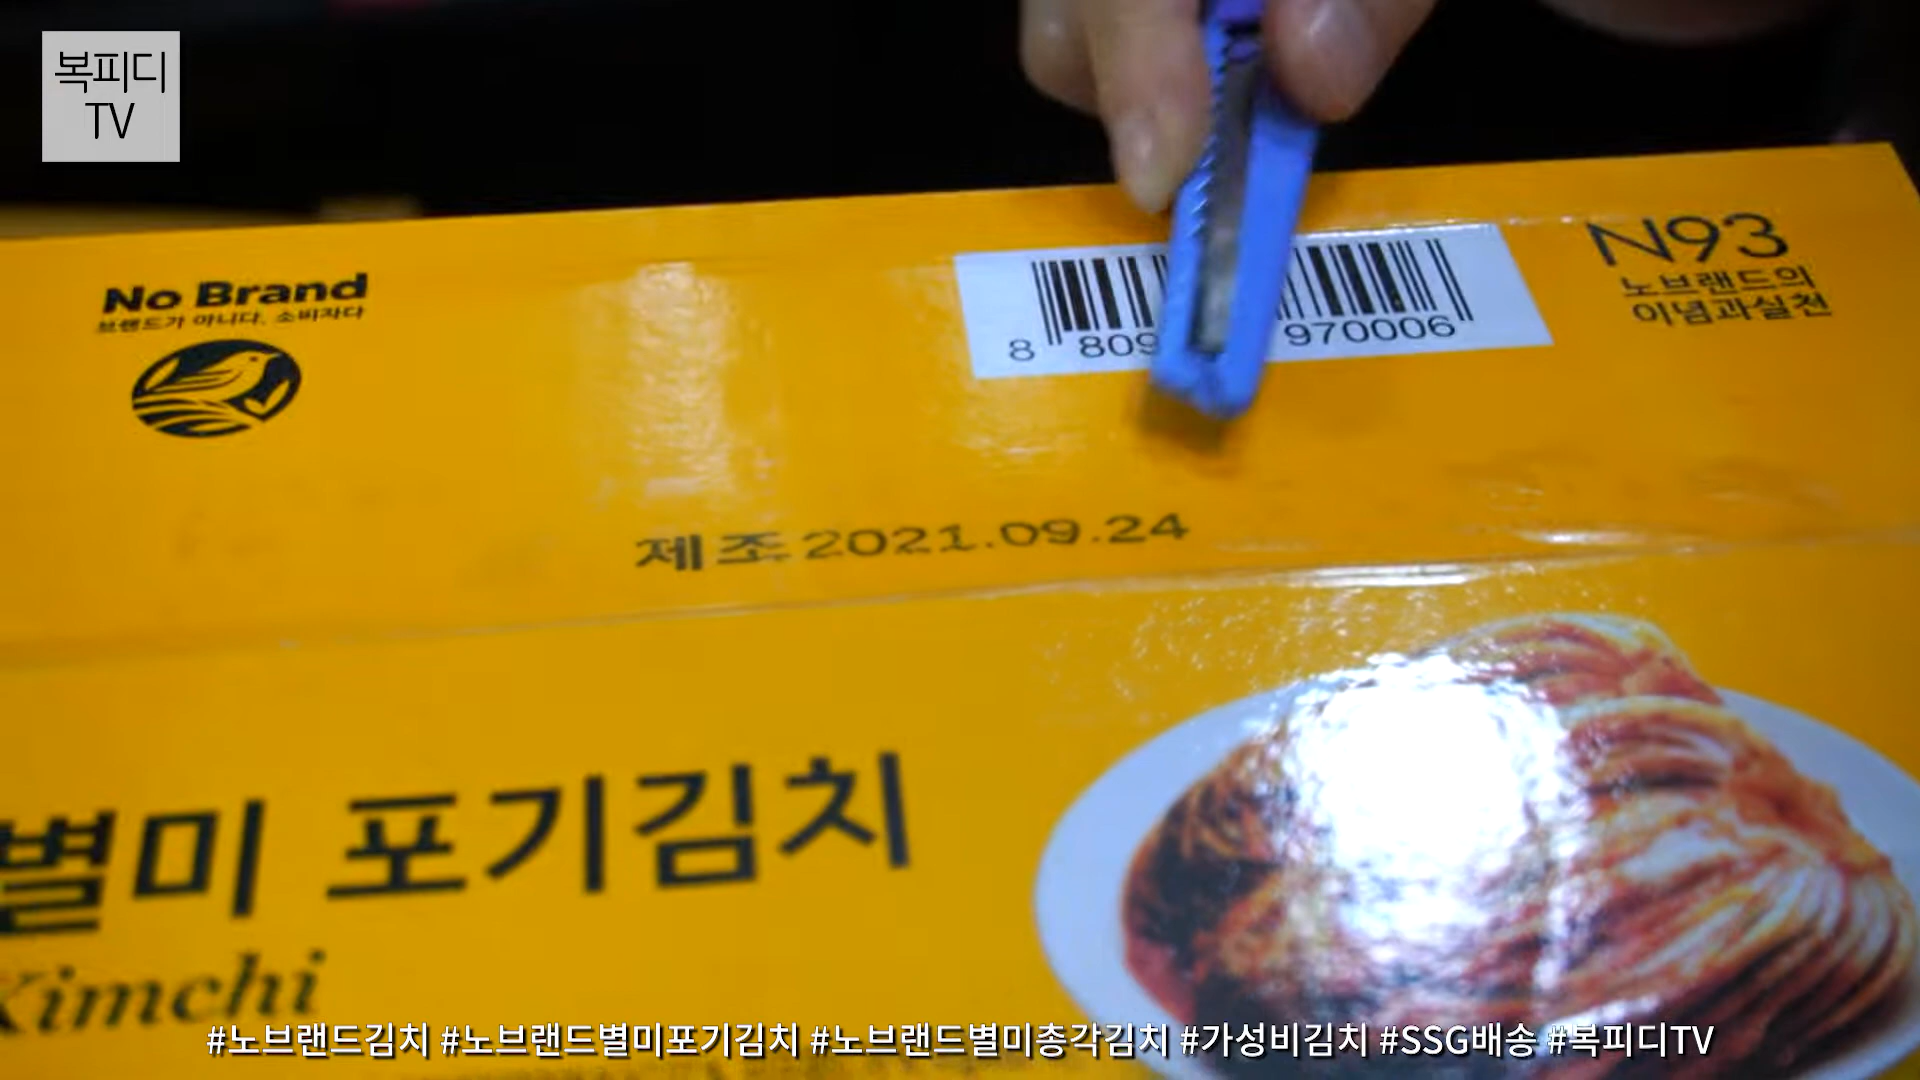 복피디
TV
No Brand
브랜드가 아니다. 소비자다
8 809 970006
N93
노브랜드의
이념과실천
제조 2021.09.24
별미 포기김치
Kimchi
#노브랜드김치 #노브랜드별미포기김치 #노브랜드별미총각김치 #가성비김치 #SSG배송 #복피디TV